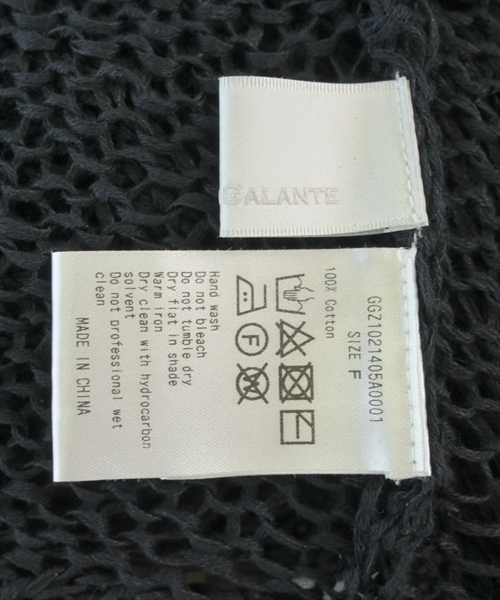 GALANTE
GGZ1021405A0001
SIZE F
100% Cotton
F
W
Hand wash
Do not bleach
Do not tumble dry
Dry flat in shade
Warm iron
Dry clean with hydrocarbon
solvent
Do not professional wet
clean
MADE IN CHINA